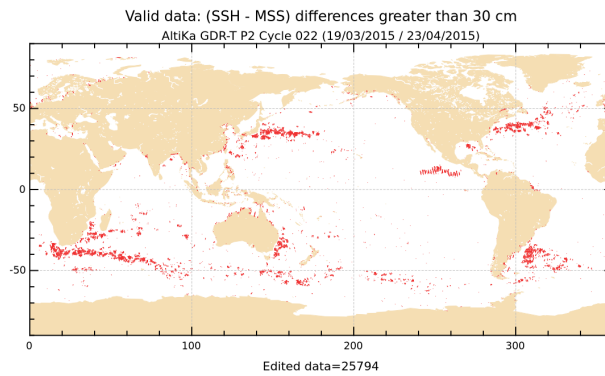 Valid data: (SSH - MSS) differences greater than 30 cm
AltiKa GDR-T P2 Cycle 022 (19/03/2015 / 23/04/2015)
50
0
-50
0 100 200 300
Edited data=25794